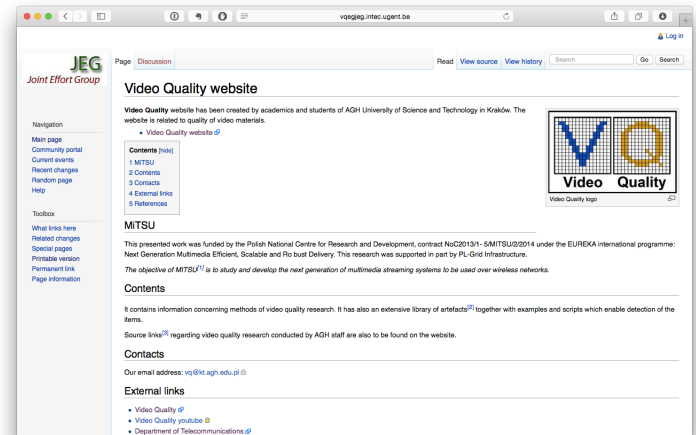 vqegjeg.intec.ugent.be
Log in
JEG
Joint Effort Group
Page Discussion Read View source View history Search Go Search
Video Quality website
Video Quality website has been created by academics and students of AGH University of Science and Technology in Kraków. The
website is related to quality of video materials.
Video Quality website
Contents [hide]
1 MITSU
2 Contents
3 Contacts
4 External links
5 References
VQ
Video Quality
Video Quality logo
Navigation
Main page
Community portal
Current events
Recent changes
Random page
Help
Toolbox
What links here
Related changes
Special pages
Printable version
Permanent link
Page information
MiTSU
This presented work was funded by the Polish National Centre for Research and Development, contract NoC2013/1- 5/MITSU/2/2014 under the EUREKA international programme:
Next Generation Multimedia Efficient, Scalable and Ro bust Delivery. This research was supported in part by PL-Grid Infrastructure.
The objective of MITSU[1] is to study and develop the next generation of multimedia streaming systems to be used over wireless networks.
Contents
It contains information concerning methods of video quality research. It has also an extensive library of artefacts[2] together with examples and scripts which enable detection of the
items.
Source links[3] regarding video quality research conducted by AGH staff are also to be found on the website.
Contacts
Our email address: vq@kt.agh.edu.pl
External links
Video Quality
Video Quality youtube
Department of Telecommunications